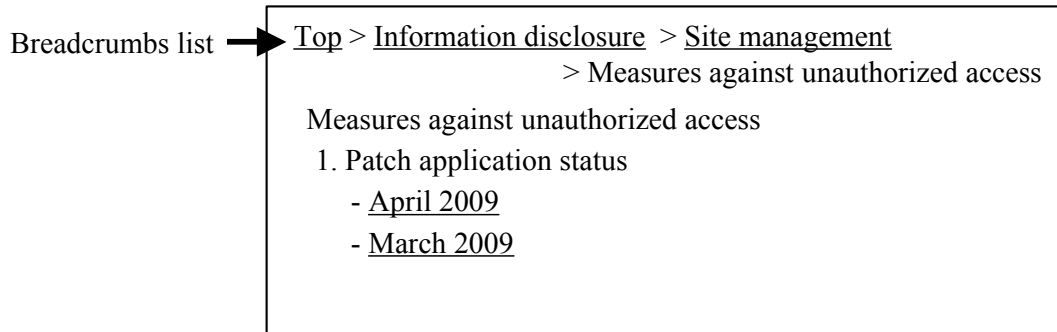 Breadcrumbs list
Top > Information disclosure > Site management
> Measures against unauthorized access
Measures against unauthorized access
1. Patch application status
- April 2009
- March 2009